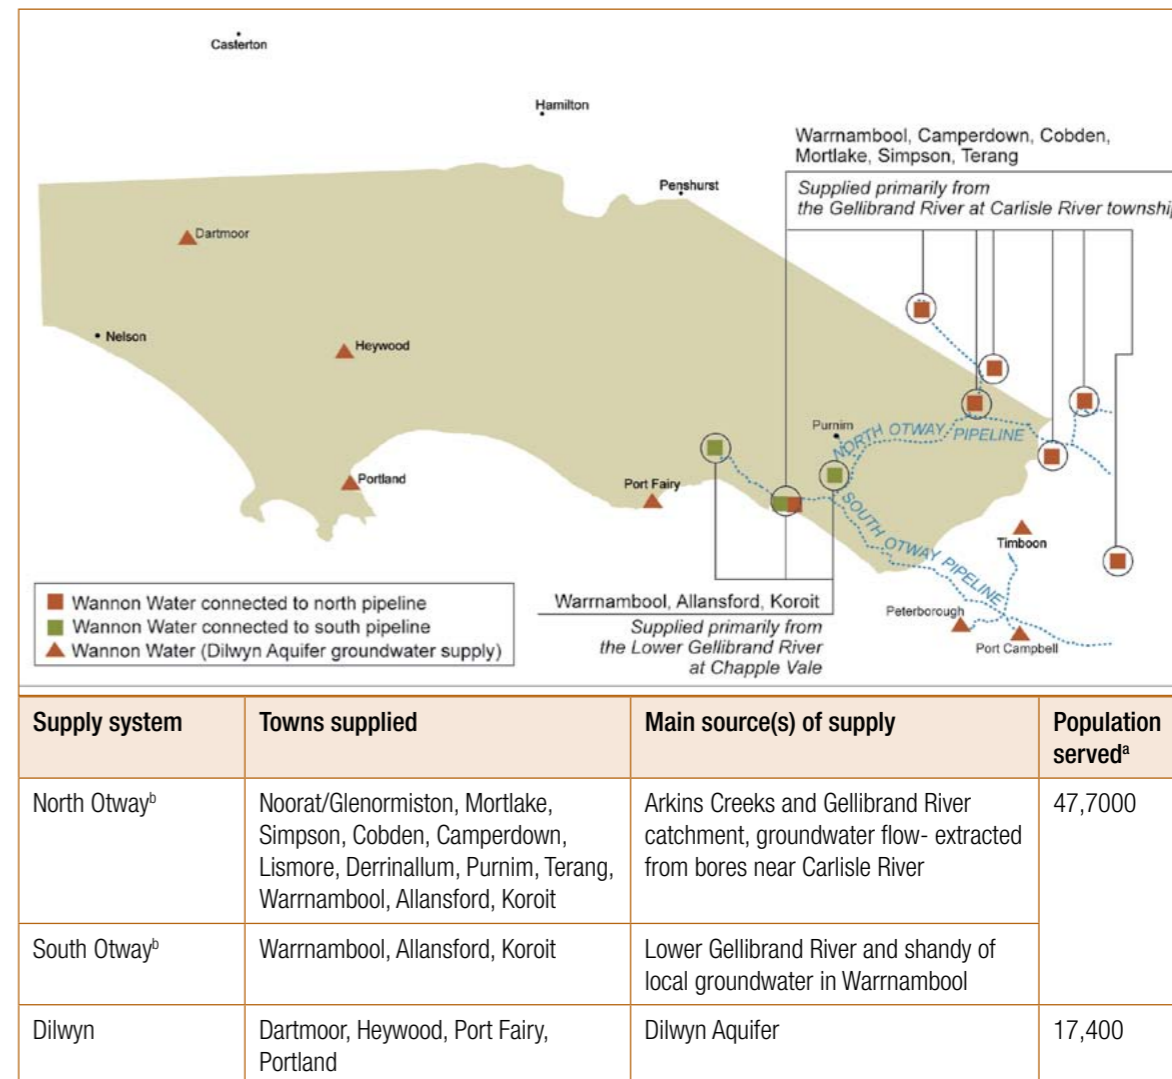 Casterton
Hamilton
Warrnambool, Camperdown, Cobden,
Mortlake, Simpson, Terang
Supplied primarily from
the Gellibrand River at Carlisle River township
Penshurst
Dartmoor
Nelson
Heywood
Purnim
NORTH OTWAY PIPELINE
Portland
Port Fairy
SOUTH OTWAY PIPELINE
Timboon
Warrnambool, Allansford, Koroit
Supplied primarily from
the Lower Gellibrand River
at Chapple Vale
Peterborough
Port Campbell
Wannon Water connected to north pipeline
Wannon Water connected to south pipeline
Wannon Water (Dilwyn Aquifer groundwater supply)
Supply system Towns supplied Main source(s) of supply Population
servedᵃ
North Otwayᵇ Noorat/Glenormiston, Mortlake, Arkins Creeks and Gellibrand River 47,7000
Simpson, Cobden, Camperdown, catchment, groundwater flow- extracted
Lismore, Derrinallum, Purnim, Terang, from bores near Carlisle River
Warrnambool, Allansford, Koroit
South Otwayᵇ Warrnambool, Allansford, Koroit Lower Gellibrand River and shandy of
local groundwater in Warrnambool
Dilwyn Dartmoor, Heywood, Port Fairy, Dilwyn Aquifer 17,400
Portland